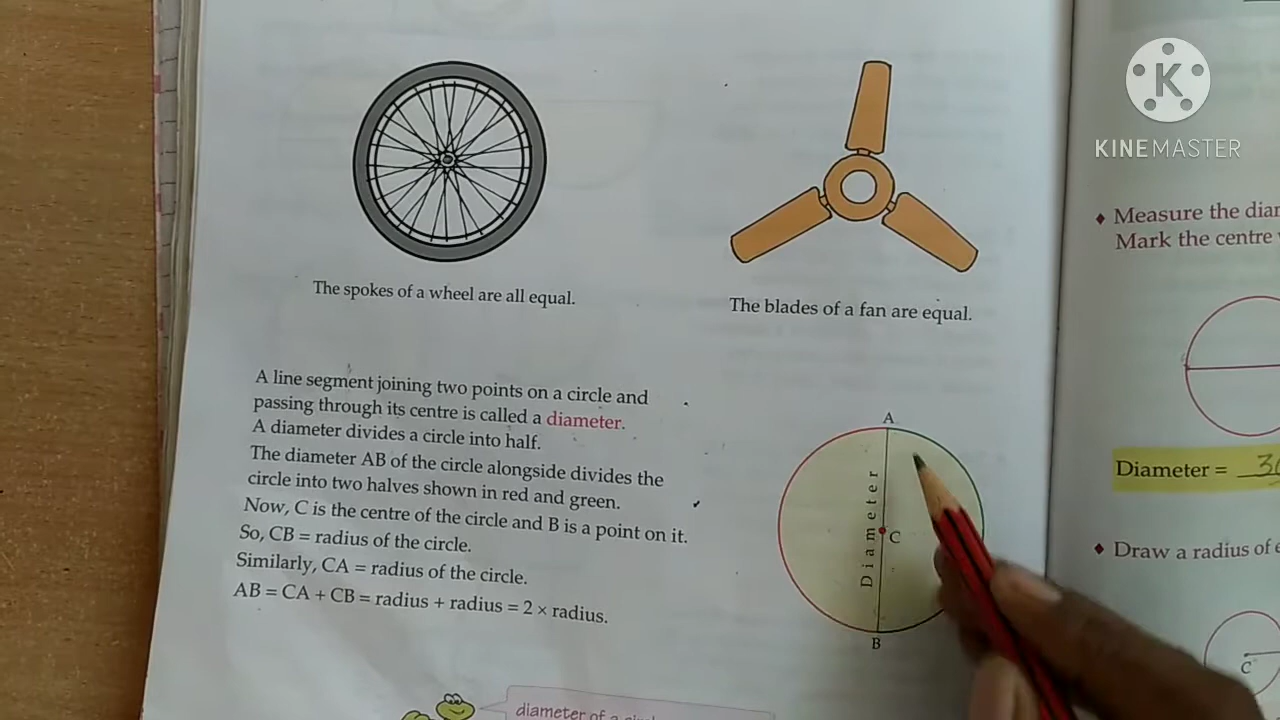 K
KINEMASTER
The spokes of a wheel are all equal.
The blades of a fan are equal.
A line segment joining two points on a circle and
passing through its centre is called a diameter.
A diameter divides a circle into half.
The diameter AB of the circle alongside divides the
circle into two halves shown in red and green.
Now, C is the centre of the circle and B is a point on it.
So, CB = radius of the circle.
Similarly, CA = radius of the circle.
AB = CA + CB = radius + radius = 2 × radius.
A
Diameter
C
B
diameter of a
Measure the
Mark the centre
Diameter = 3
Draw a radius of
C